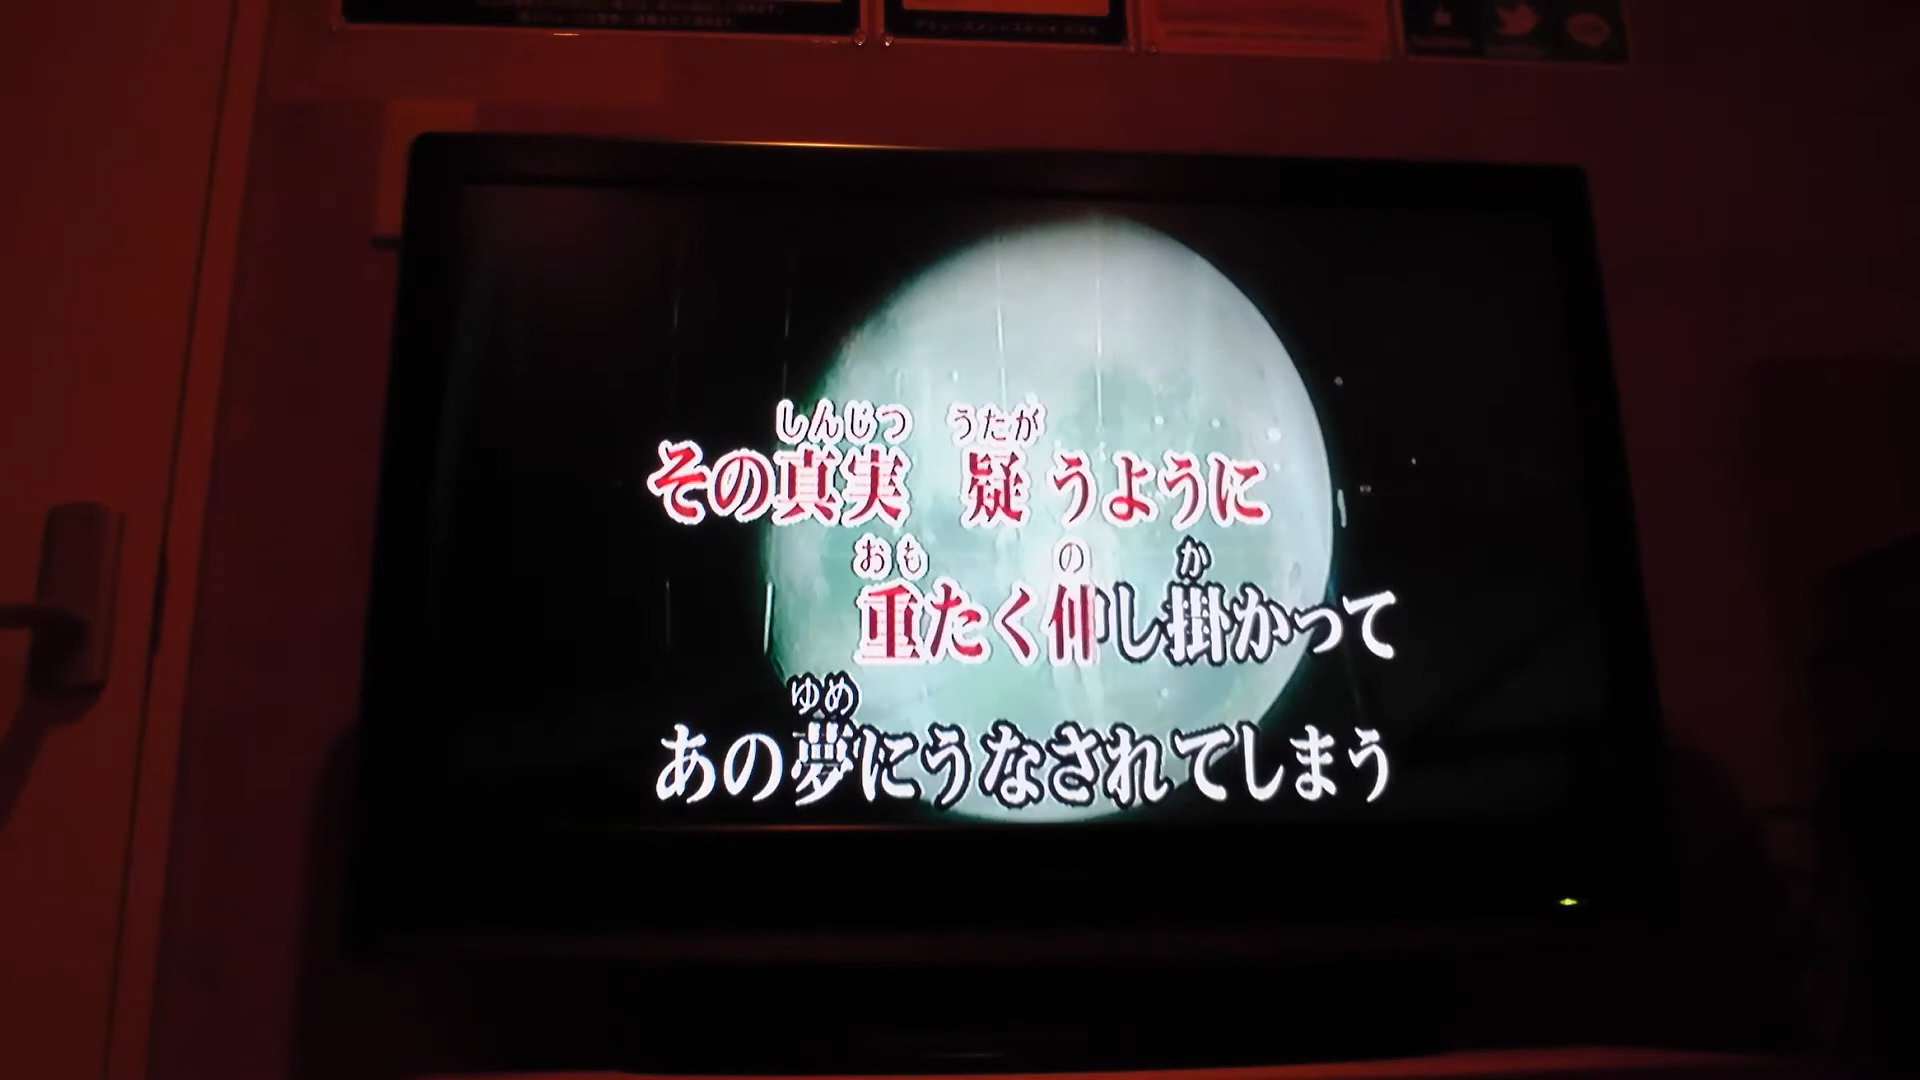 しんじつ　うたが
その真実　疑うように
おも　の　か
重たく伸し掛かって
ゆめ
あの夢にうなされてしまう